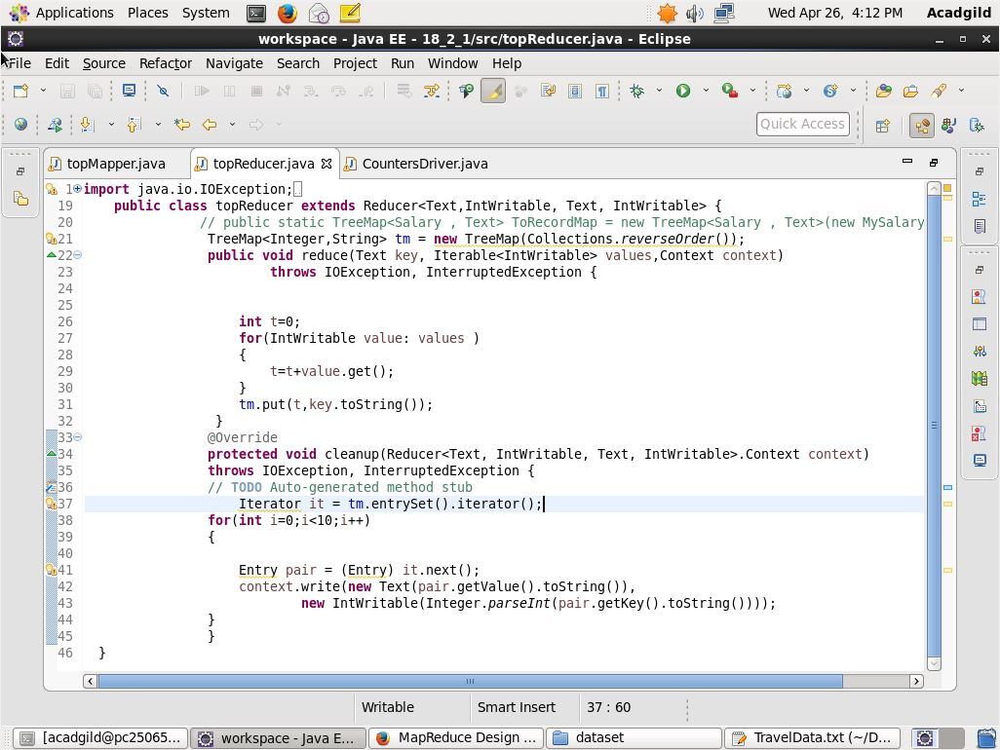 Applications Places System Wed Apr 26, 4:12 PM Acadgild
workspace - Java EE - 18_2_1/src/topReducer.java - Eclipse
File Edit Source Refactor Navigate Search Project Run Window Help
Quick Access
topMapper.java topReducer.java CountersDriver.java
1 import java.io.IOException;
19 public class topReducer extends Reducer<Text,IntWritable, Text, IntWritable> {
20 // public static TreeMap<Salary , Text> ToRecordMap = new TreeMap<Salary , Text>(new MySalary
21 TreeMap<Integer,String> tm = new TreeMap(Collections.reverseOrder());
22 public void reduce(Text key, Iterable<IntWritable> values,Context context)
23 throws IOException, InterruptedException {
24
25
26 int t=0;
27 for(IntWritable value: values )
28 {
29 t=t+value.get();
30 }
31 tm.put(t,key.toString());
32 }
33 @Override
34 protected void cleanup(Reducer<Text, IntWritable, Text, IntWritable>.Context context)
35 throws IOException, InterruptedException {
36 // TODO Auto-generated method stub
37 Iterator it = tm.entrySet().iterator();
38 for(int i=0;i<10;i++)
39 {
40
41 Entry pair = (Entry) it.next();
42 context.write(new Text(pair.getValue().toString()),
43 new IntWritable(Integer.parseInt(pair.getKey().toString())));
44 }
45 }
46 }
Writable Smart Insert 37 : 60
[acadgild@pc25065... workspace - Java E... MapReduce Design ... dataset TravelData.txt (~/D...